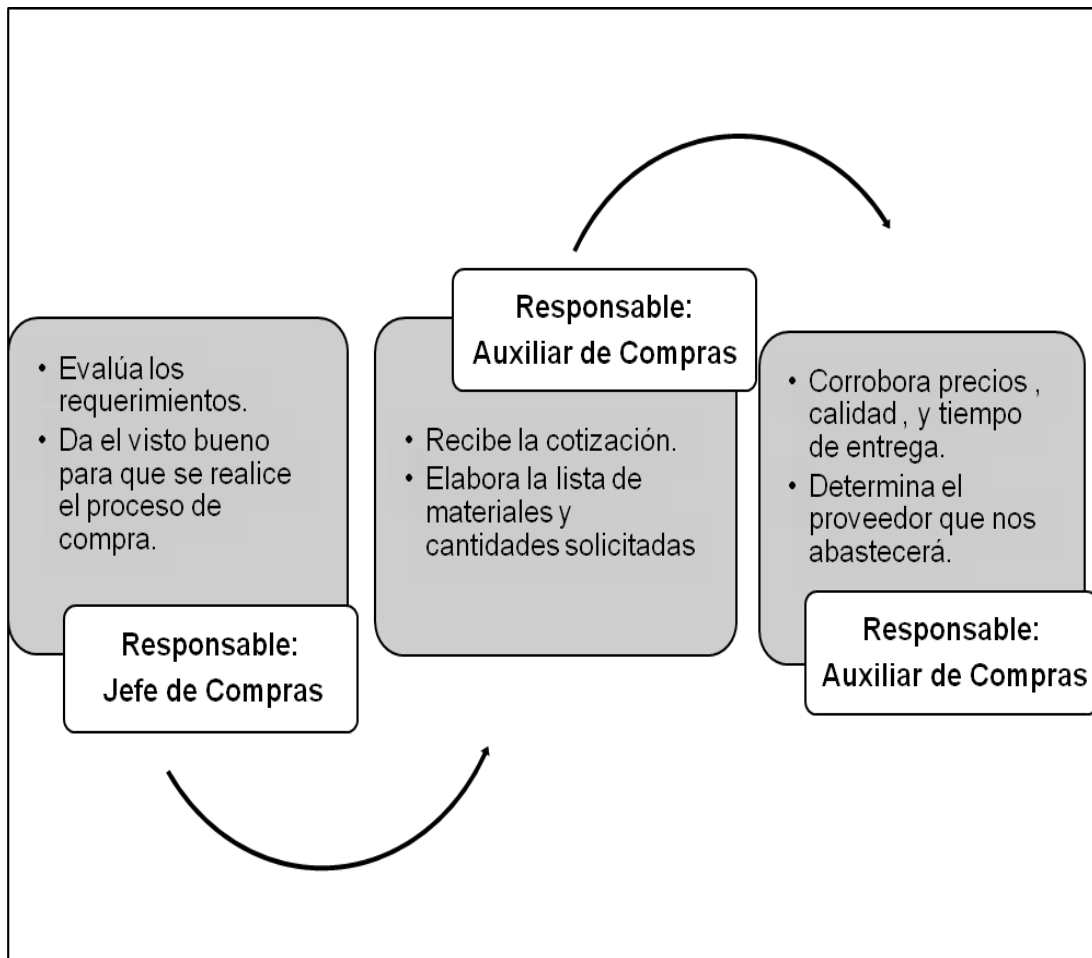 • Evalúa los
requerimientos.
• Da el visto bueno
para que se realice
el proceso de
compra.
Responsable:
Jefe de Compras
Responsable:
Auxiliar de Compras
• Recibe la cotización.
• Elabora la lista de
materiales y
cantidades solicitadas
• Corrobora precios ,
calidad , y tiempo
de entrega.
• Determina el
proveedor que nos
abastecerá.
Responsable:
Auxiliar de Compras